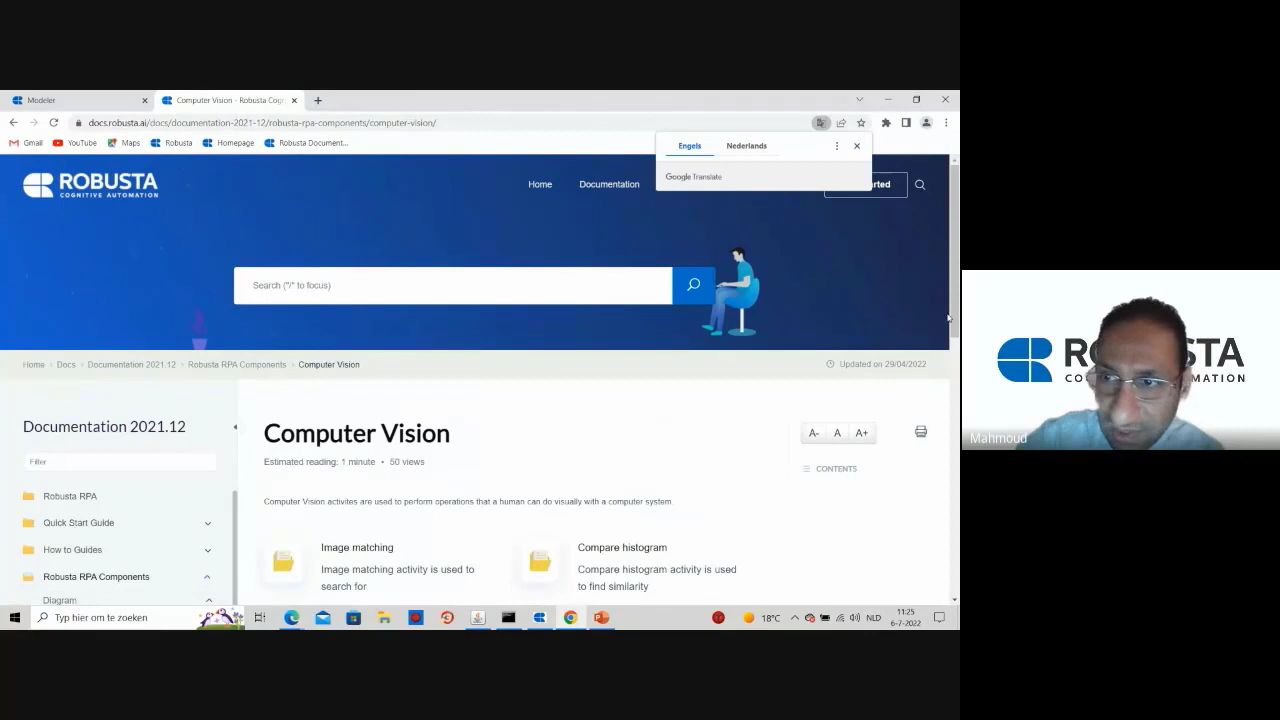 Modeler
Computer Vision - Robusta Cog
docs.robusta.ai/docs/documentation-2021-12/robusta-rpa-components/computer-vision/
Gmail YouTube Maps Robusta Homepage Robusta Document...
Engels Nederlands
Google Translate
ROBUSTA
COGNITIVE AUTOMATION
Home Documentation
Search ("/" to focus)
Home Docs Documentation 2021.12 Robusta RPA Components Computer Vision
Updated on 29/04/2022
Documentation 2021.12
Filter
Robusta RPA
Quick Start Guide
How to Guides
Robusta RPA Components
Diagram
Computer Vision
Estimated reading: 1 minute • 50 views
A- A A+
CONTENTS
Computer Vision activites are used to perform operations that a human can do visually with a computer system.
Image matching
Image matching activity is used to
search for
Compare histogram
Compare histogram activity is used
to find similarity
Typ hier om te zoeken
18°C
NLD
11:25
6-7-2022
Mahmoud